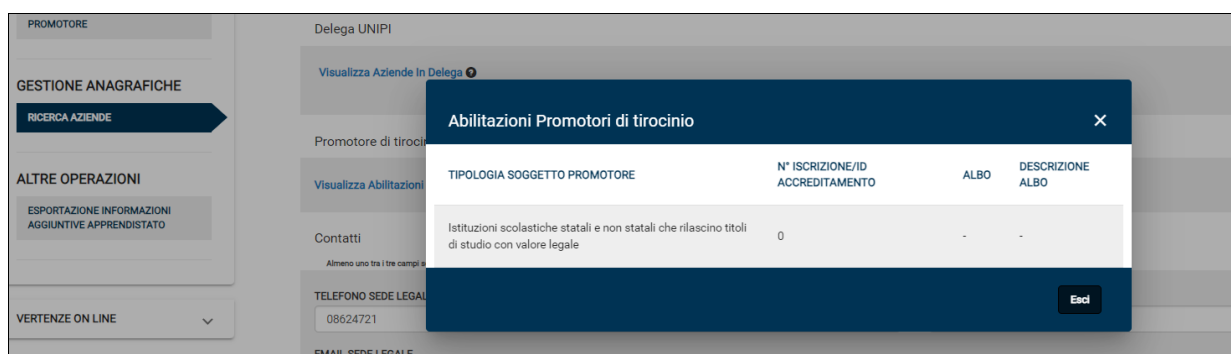 PROMOTORE
GESTIONE ANAGRAFICHE
RICERCA AZIENDE
ALTRE OPERAZIONI
ESPORTAZIONE INFORMAZIONI
AGGIUNTIVE APPRENDISTATO
VERTENZE ON LINE
Delega UNIPI
Visualizza Aziende In Delega
Promotore di
Visualizza Abilitazioni
Contatti
Almeno uno tra i tre campi
TELEFONO SEDE LEGAL
08624721
EMAIL SEDE LEGALE
Abilitazioni Promotori di tirocinio
TIPOLOGIA SOGGETTO PROMOTORE
N° ISCRIZIONE/ID
ACCREDITAMENTO
ALBO
DESCRIZIONE
ALBO
Istituzioni scolastiche statali e non statali che rilascino titoli
di studio con valore legale
0
-
-
Esci